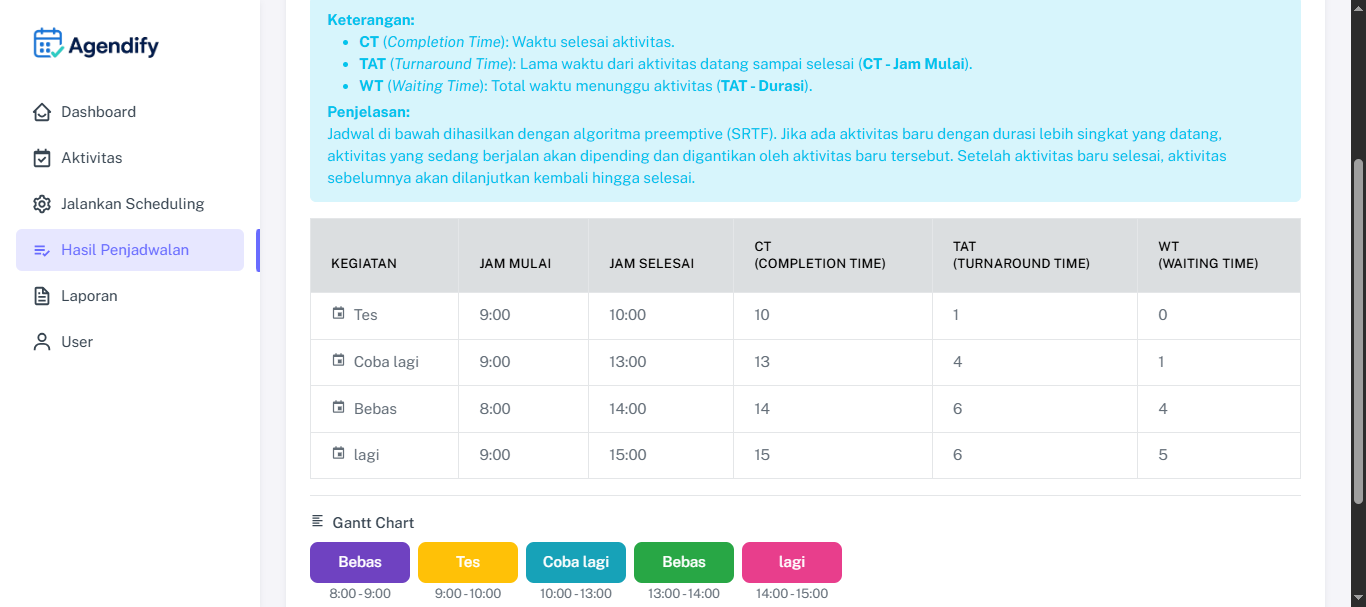 Agendify
Dashboard
Aktivitas
Jalankan Scheduling
Hasil Penjadwalan
Laporan
User
Keterangan:
• CT (Completion Time): Waktu selesai aktivitas.
• TAT (Turnaround Time): Lama waktu dari aktivitas datang sampai selesai (CT - Jam Mulai).
• WT (Waiting Time): Total waktu menunggu aktivitas (TAT - Durasi).
Penjelasan:
Jadwal di bawah dihasilkan dengan algoritma preemptive (SRTF). Jika ada aktivitas baru dengan durasi lebih singkat yang datang,
aktivitas yang sedang berjalan akan dipending dan digantikan oleh aktivitas baru tersebut. Setelah aktivitas baru selesai, aktivitas
sebelumnya akan dilanjutkan kembali hingga selesai.
KEGIATAN JAM MULAI JAM SELESAI CT (COMPLETION TIME) TAT (TURNAROUND TIME) WT (WAITING TIME)
Tes 9:00 10:00 10 1 0
Coba lagi 9:00 13:00 13 4 1
Bebas 8:00 14:00 14 6 4
lagi 9:00 15:00 15 6 5
Gantt Chart
Bebas Tes Coba lagi Bebas lagi
8:00 - 9:00 9:00 - 10:00 10:00 - 13:00 13:00 - 14:00 14:00 - 15:00